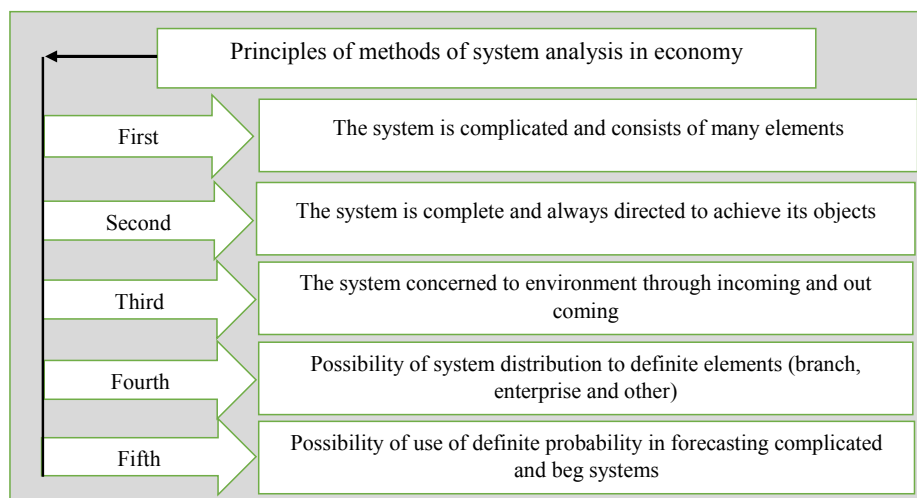 Principles of methods of system analysis in economy
First
The system is complicated and consists of many elements
Second
The system is complete and always directed to achieve its objects
Third
The system concerned to environment through incoming and out
coming
Fourth
Possibility of system distribution to definite elements (branch,
enterprise and other)
Fifth
Possibility of use of definite probability in forecasting complicated
and beg systems